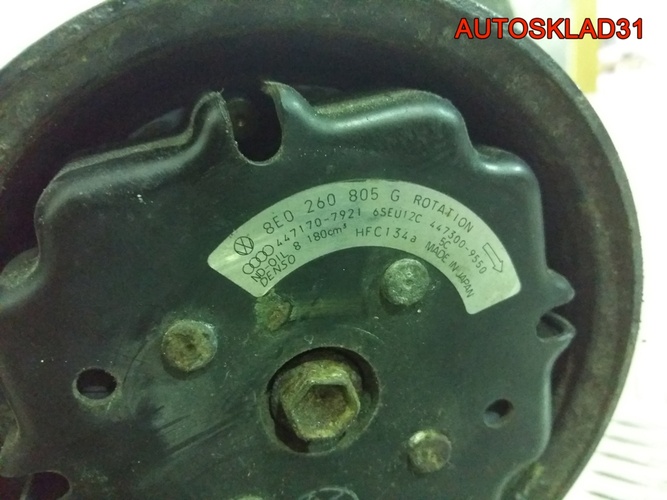 AUTOSKLAD31
8E0 260 805 G ROTATION
447170-7921 6SEU12C 447300-9550
ND-OIL 8 180cm³ HFC134a 5C
DENSO MADE IN JAPAN